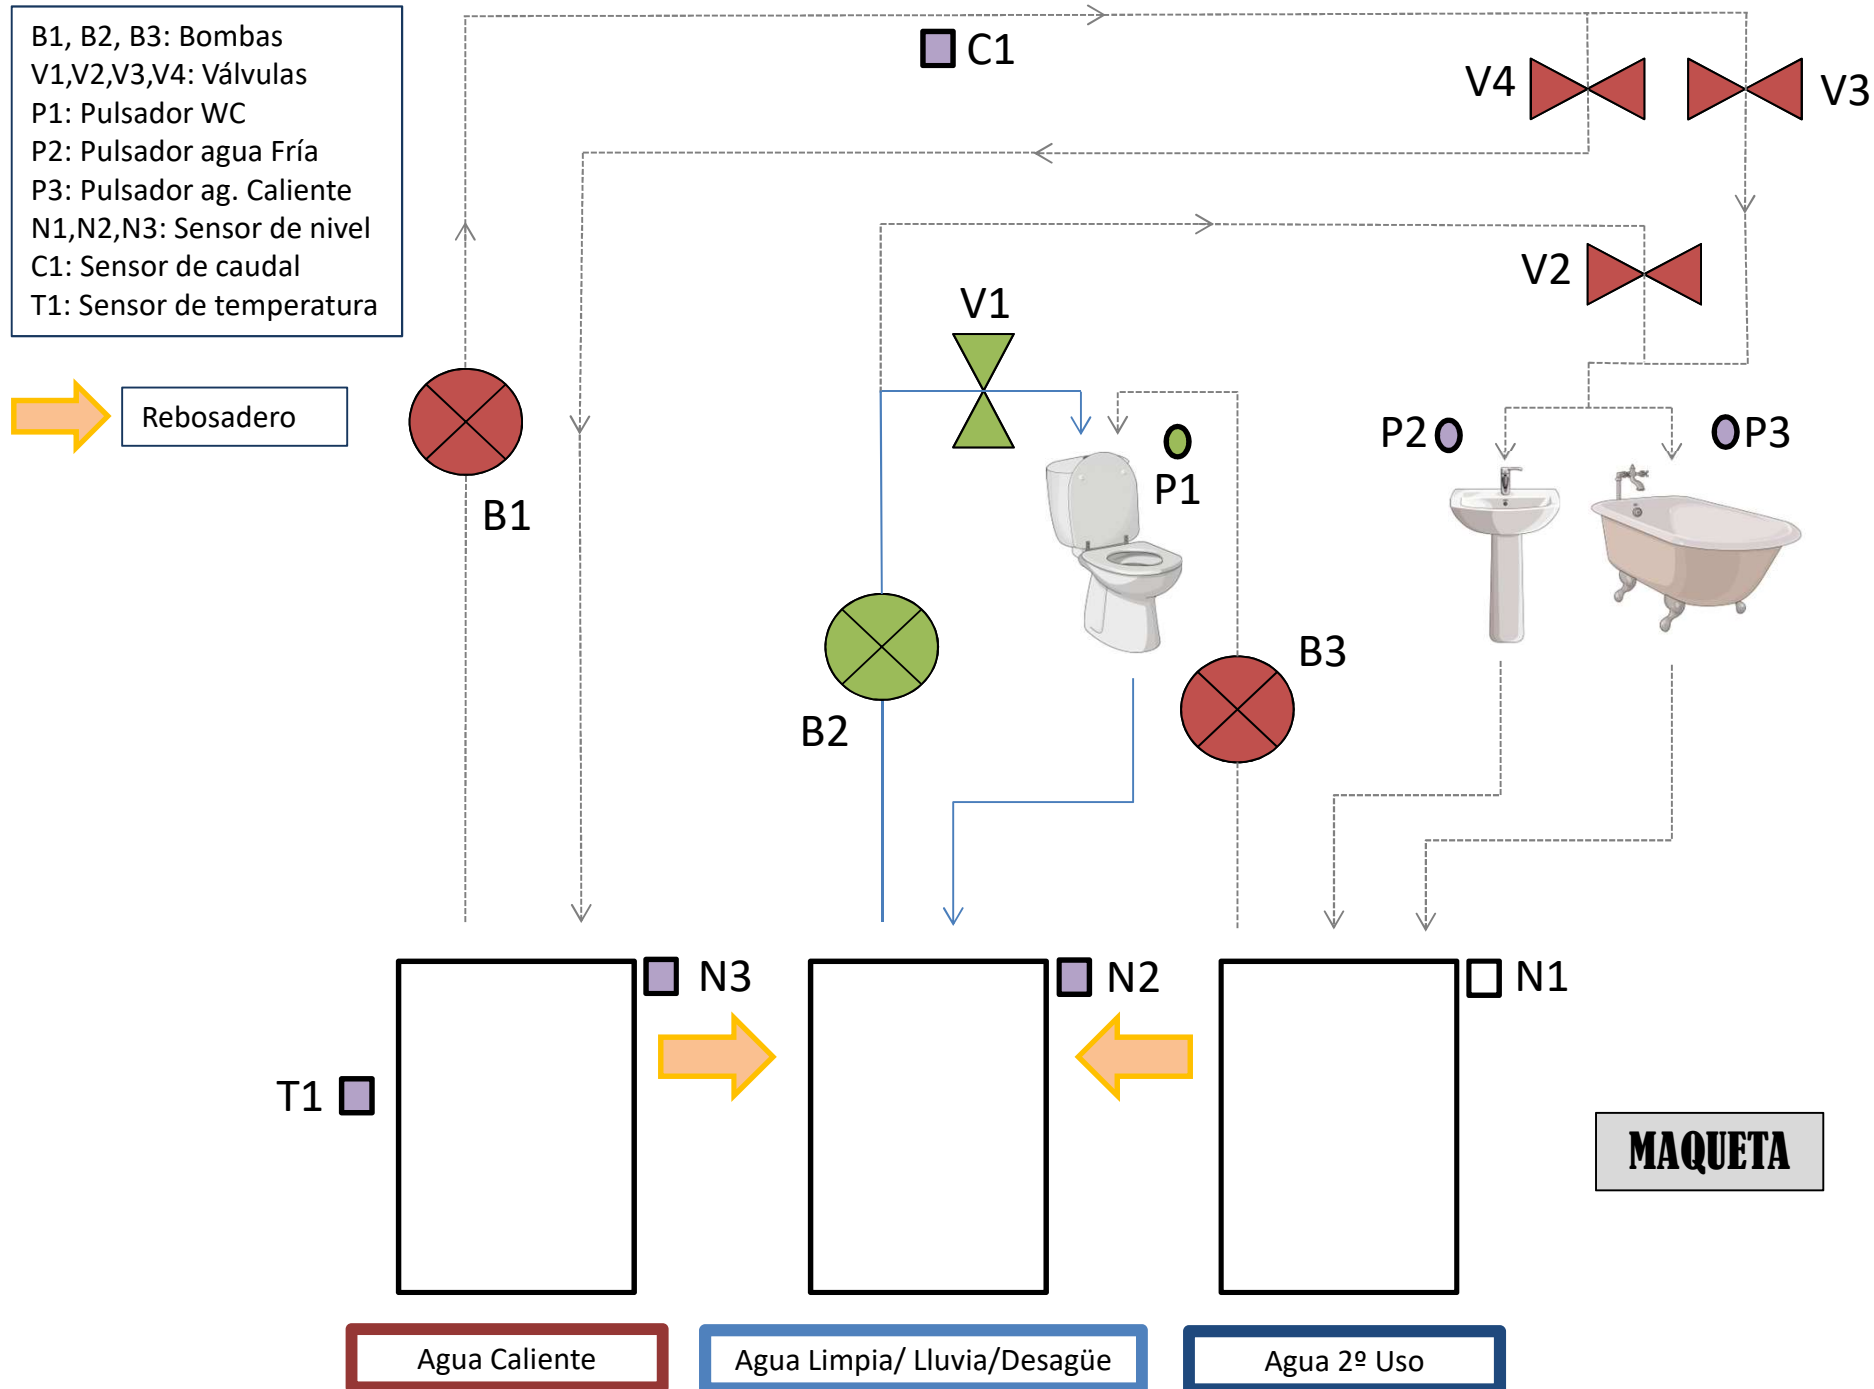 B1, B2, B3: Bombas
V1,V2,V3,V4: Válvulas
P1: Pulsador WC
P2: Pulsador agua Fría
P3: Pulsador ag. Caliente
N1,N2,N3: Sensor de nivel
C1: Sensor de caudal
T1: Sensor de temperatura
C1
V4
V3
V2
V1
Rebosadero
B1
P1
P2
P3
B2
B3
N3
N2
N1
T1
MAQUETA
Agua Caliente
Agua Limpia/ Lluvia/Desagüe
Agua 2º Uso